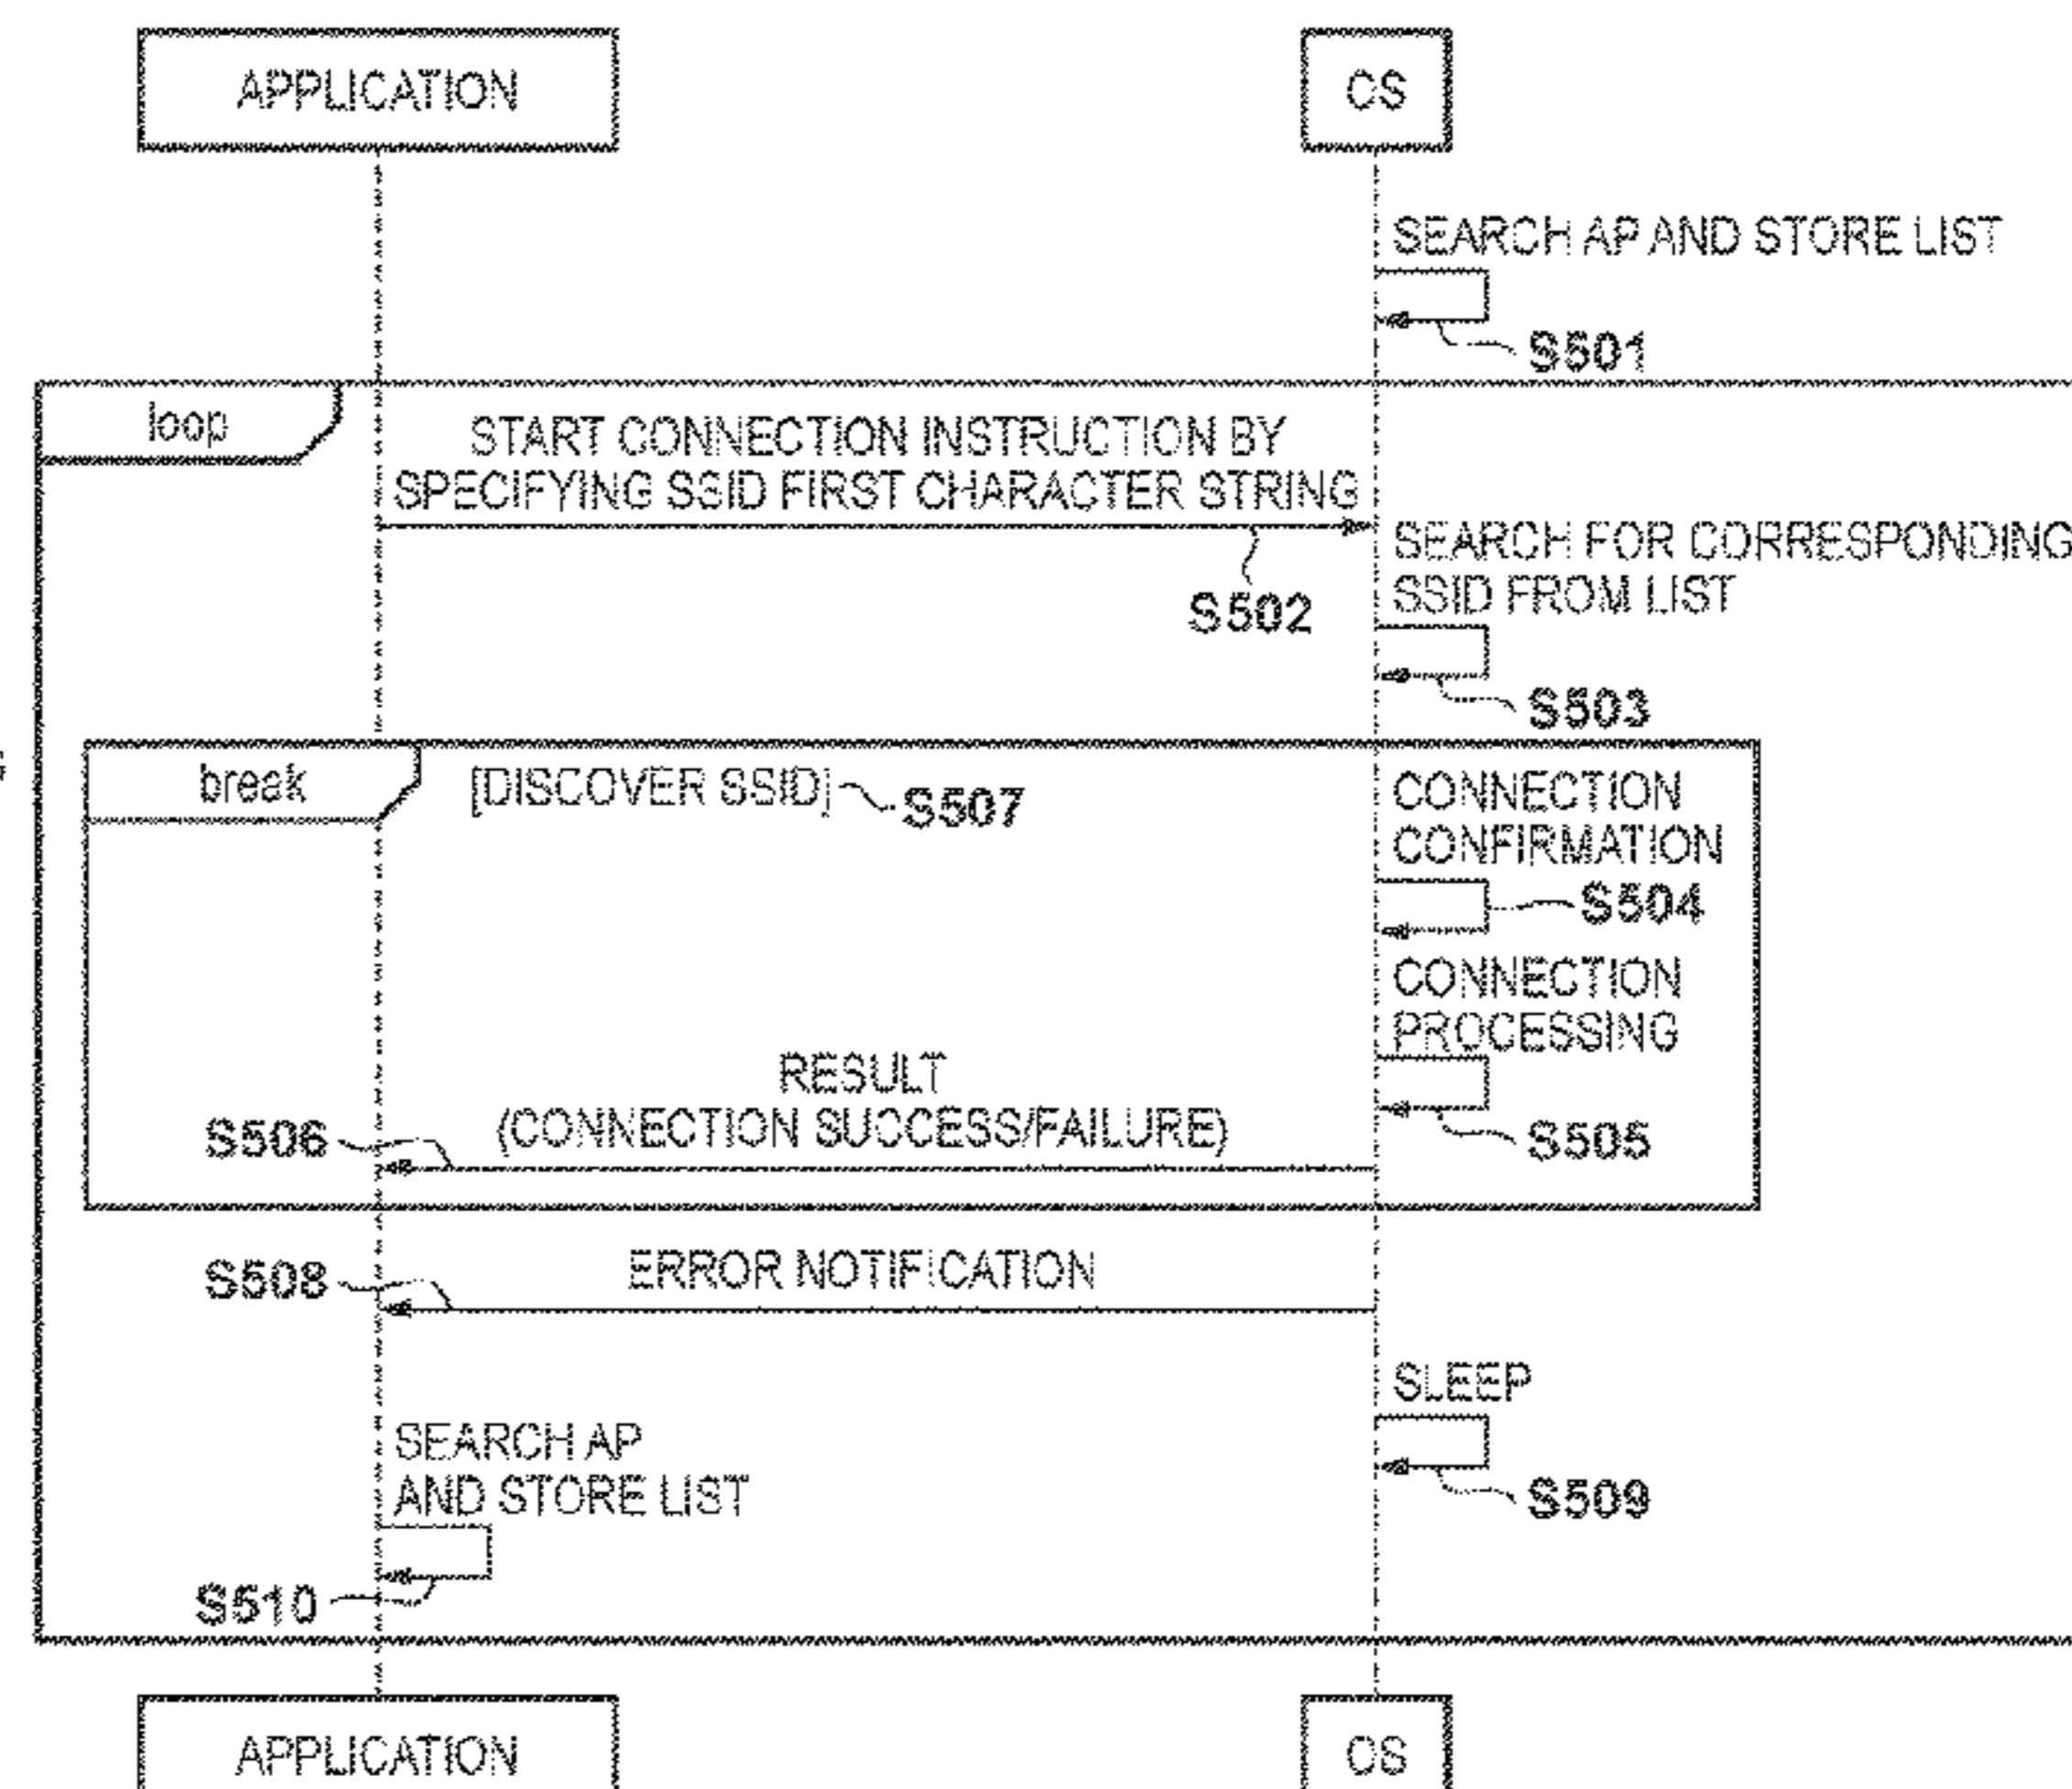 APPLICATION
OS
SEARCH AP AND STORE LIST
S501
loop
START CONNECTION INSTRUCTION BY
SPECIFYING SSID FIRST CHARACTER STRING
S502
SEARCH FOR CORRESPONDING
SSID FROM LIST
S503
break
[DISCOVER SSID]
S507
CONNECTION
CONFIRMATION
S504
CONNECTION
PROCESSING
S505
RESULT
(CONNECTION SUCCESS/FAILURE)
S506
ERROR NOTIFICATION
S508
SLEEP
S509
SEARCH AP
AND STORE LIST
S510
APPLICATION
OS